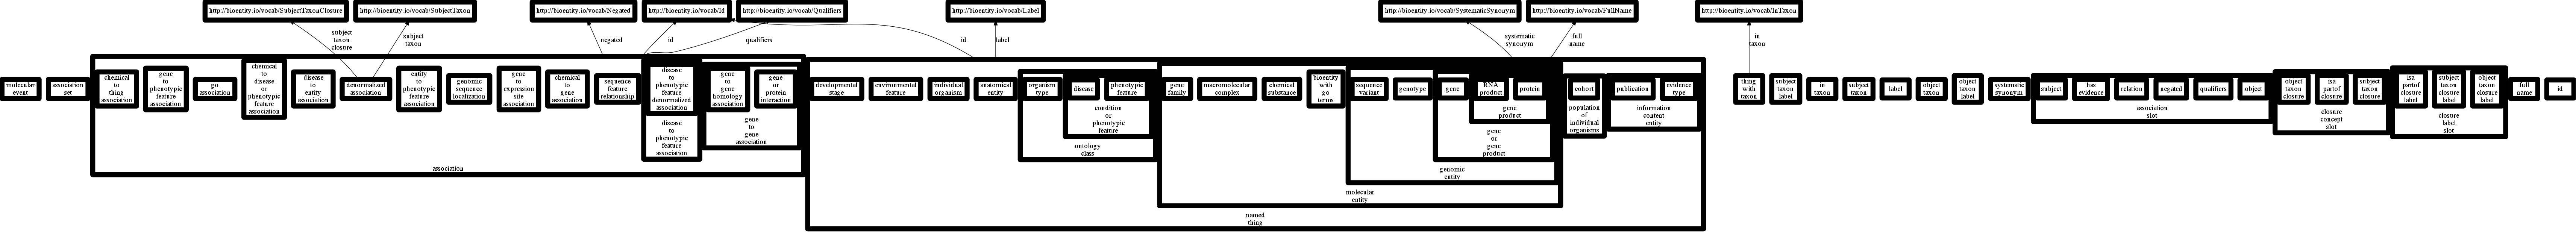 http://bioentity.io/vocab/SubjectTaxonClosure
http://bioentity.io/vocab/SubjectTaxon
http://bioentity.io/vocab/Negated
http://bioentity.io/vocab/Id
http://bioentity.io/vocab/Qualifiers
http://bioentity.io/vocab/Label
http://bioentity.io/vocab/SystematicSynonym
http://bioentity.io/vocab/FullName
http://bioentity.io/vocab/InTaxon
subject
taxon
closure
subject
taxon
negated
id
qualifiers
id
label
systematic
synonym
full
name
in
taxon
molecular
event
association
set
chemical
to
thing
association
gene
to
phenotypic
feature
association
go
association
chemical
to
disease
or
phenotypic
feature
association
disease
to
entity
association
denormalized
association
entity
to
phenotypic
feature
association
genomic
sequence
localization
gene
to
expression
site
association
chemical
to
gene
association
sequence
feature
relationship
disease
to
phenotypic
feature
denormalized
association
disease
to
phenotypic
feature
association
gene
to
gene
homology
association
gene
or
protein
interaction
gene
to
gene
association
association
developmental
stage
environmental
feature
individual
organism
anatomical
entity
organism
type
disease
phenotypic
feature
condition
or
phenotypic
feature
ontology
class
gene
family
macromolecular
complex
chemical
substance
bioentity
with
go
terms
sequence
variant
genotype
gene
RNA
product
protein
gene
product
gene
or
gene
product
genomic
entity
molecular
entity
cohort
population
of
individual
organisms
publication
evidence
type
information
content
entity
named
thing
thing
with
taxon
subject
taxon
label
in
taxon
subject
taxon
label
object
taxon
object
taxon
label
systematic
synonym
subject
has
evidence
relation
negated
qualifiers
object
association
slot
object
taxon
closure
isa
partof
closure
subject
taxon
closure
closure
concept
slot
isa
partof
closure
label
subject
taxon
closure
label
object
taxon
closure
label
closure
label
slot
full
name
id